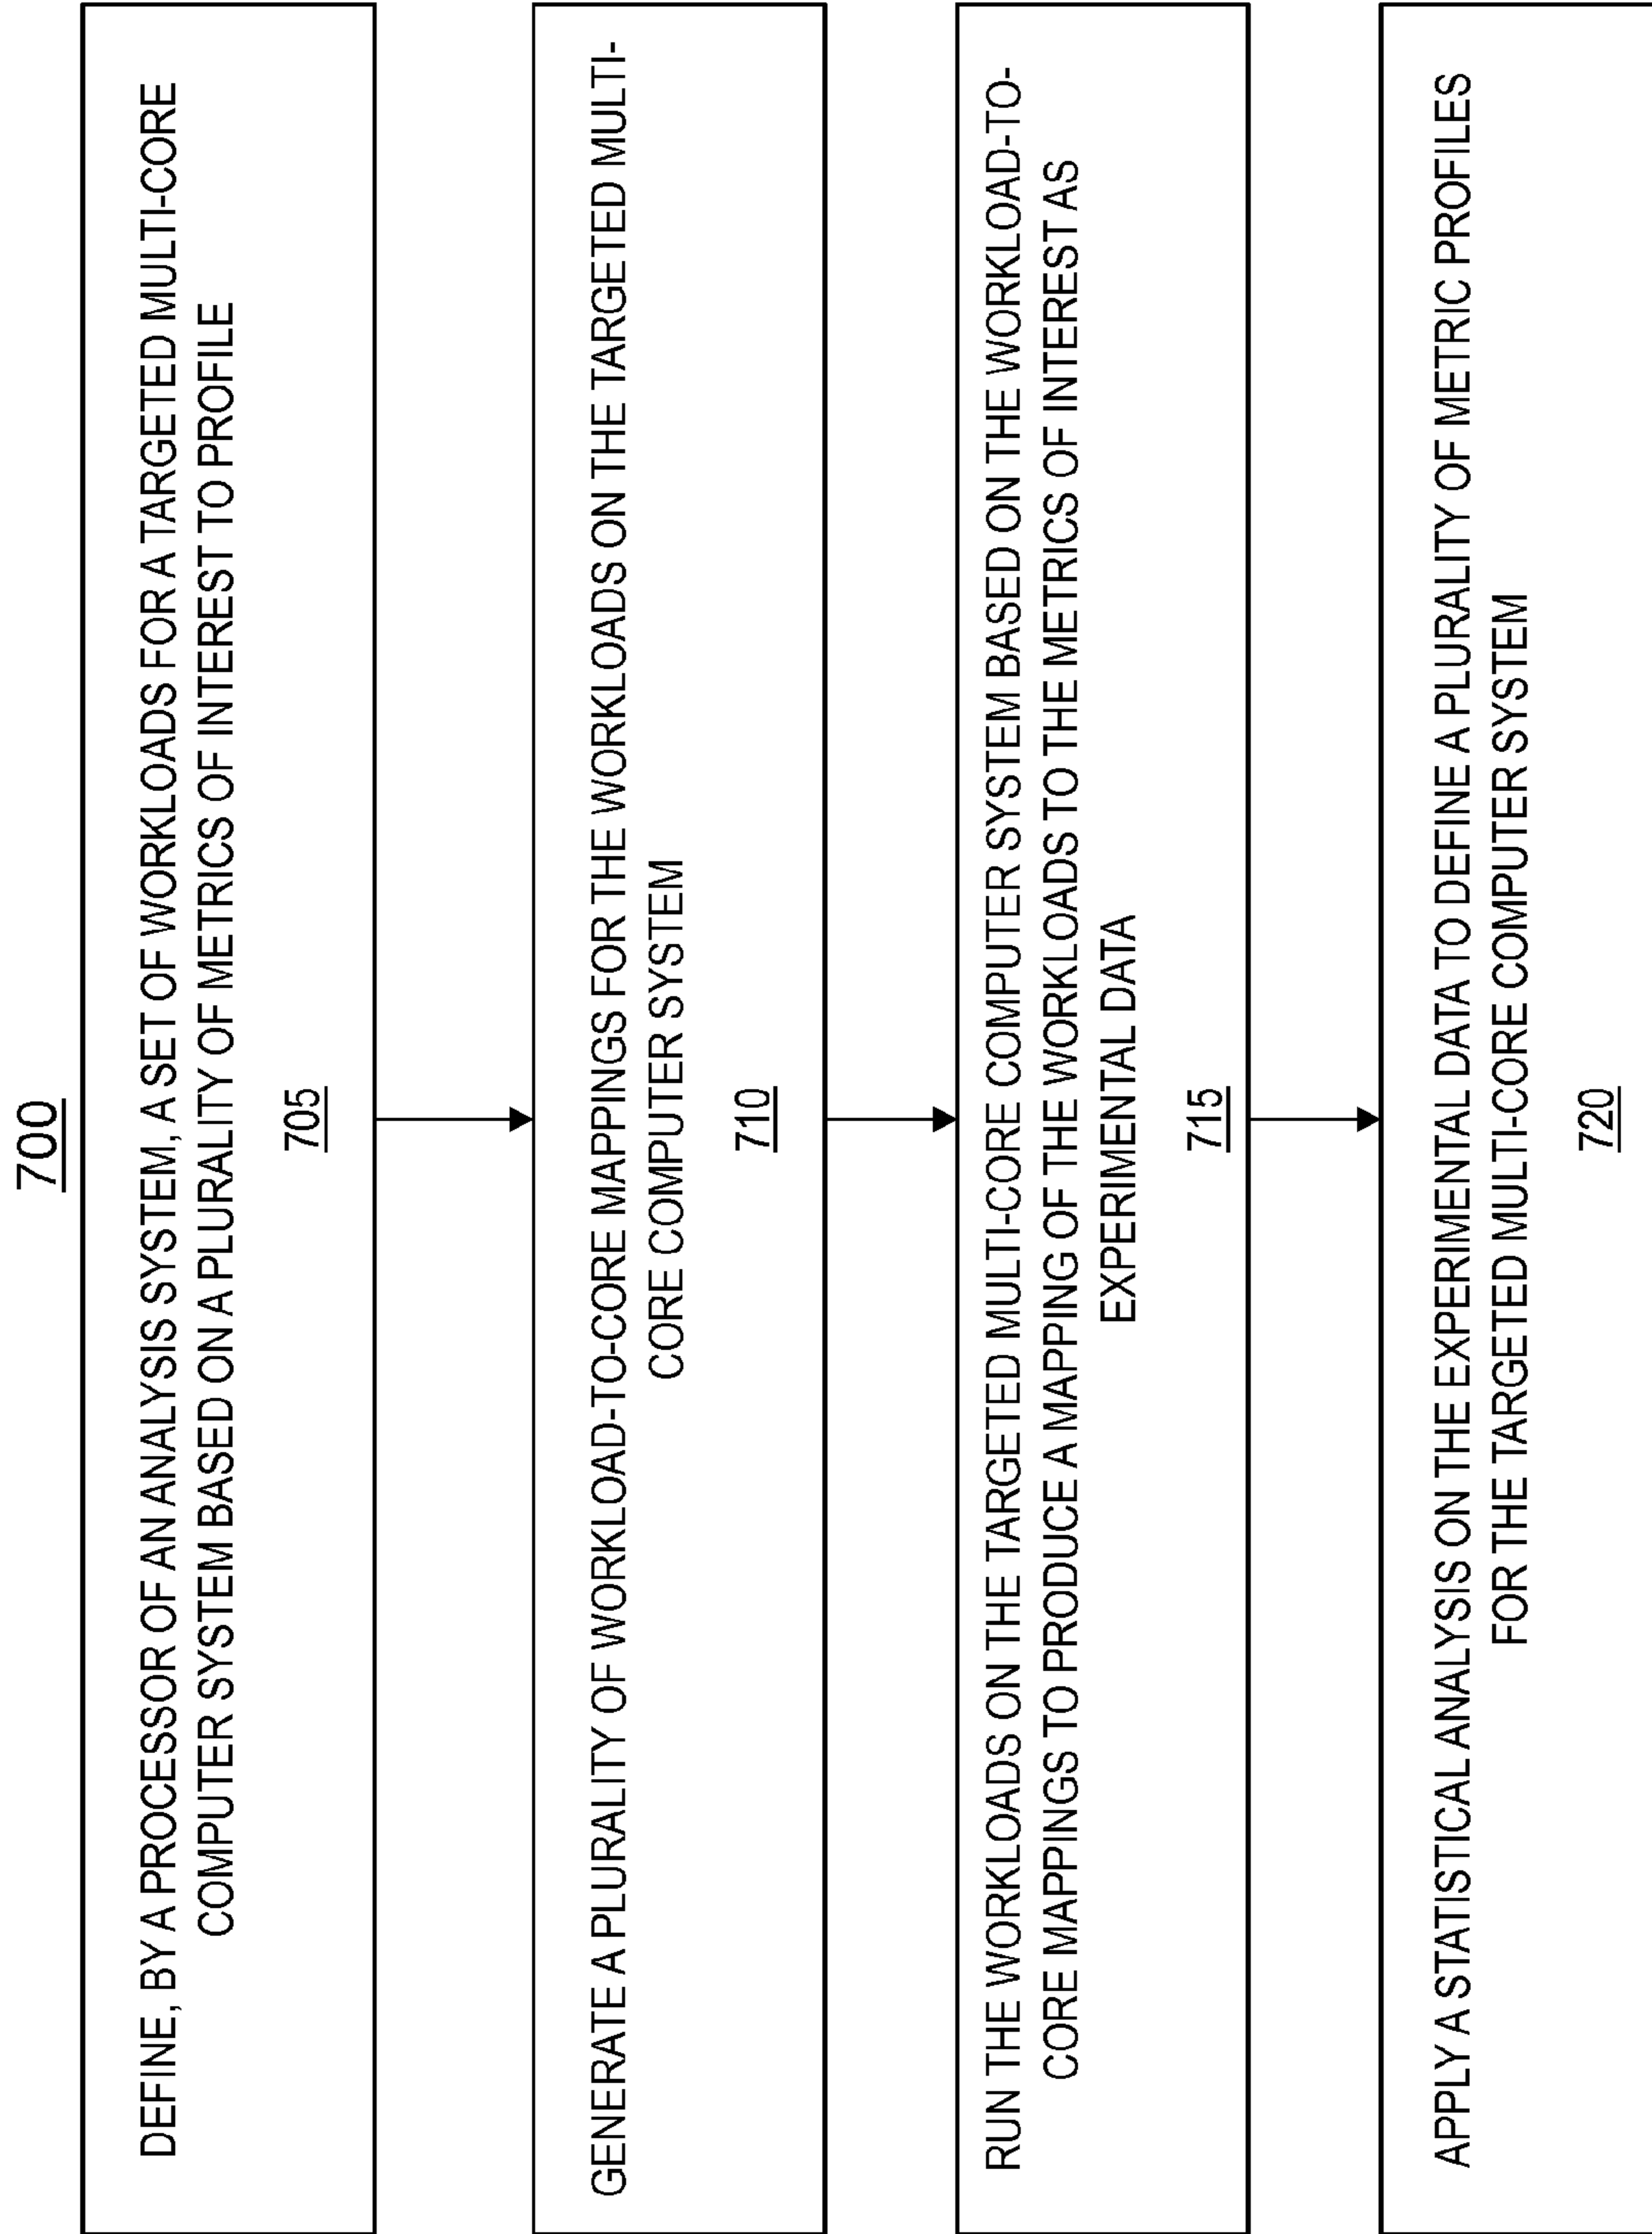 700
DEFINE, BY A PROCESSOR OF AN ANALYSIS SYSTEM, A SET OF WORKLOADS FOR A TARGETED MULTI-CORE
COMPUTER SYSTEM BASED ON A PLURALITY OF METRICS OF INTEREST TO PROFILE
705
GENERATE A PLURALITY OF WORKLOAD-TO-CORE MAPPINGS FOR THE WORKLOADS ON THE TARGETED MULTI-
CORE COMPUTER SYSTEM
710
RUN THE WORKLOADS ON THE TARGETED MULTI-CORE COMPUTER SYSTEM BASED ON THE WORKLOAD-TO-
CORE MAPPINGS TO PRODUCE A MAPPING OF THE WORKLOADS TO THE METRICS OF INTEREST AS
EXPERIMENTAL DATA
715
APPLY A STATISTICAL ANALYSIS ON THE EXPERIMENTAL DATA TO DEFINE A PLURALITY OF METRIC PROFILES
FOR THE TARGETED MULTI-CORE COMPUTER SYSTEM
720